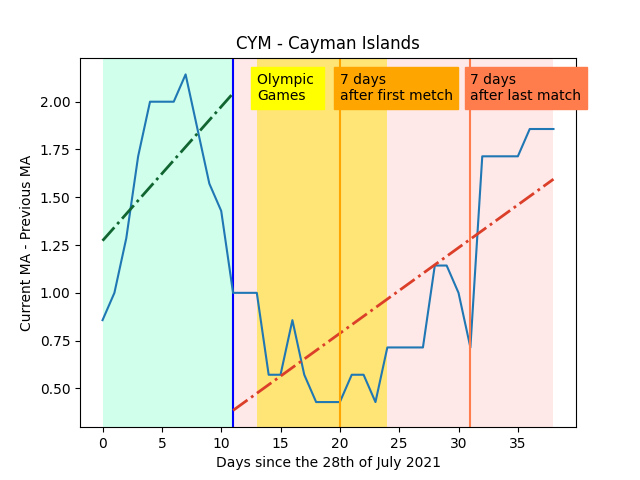 CYM - Cayman Islands
Olympic
Games
7 days
after first metch
7 days
after last match
Current MA - Previous MA
2.00
1.75
1.50
1.25
1.00
0.75
0.50
0 5 10 15 20 25 30 35
Days since the 28th of July 2021